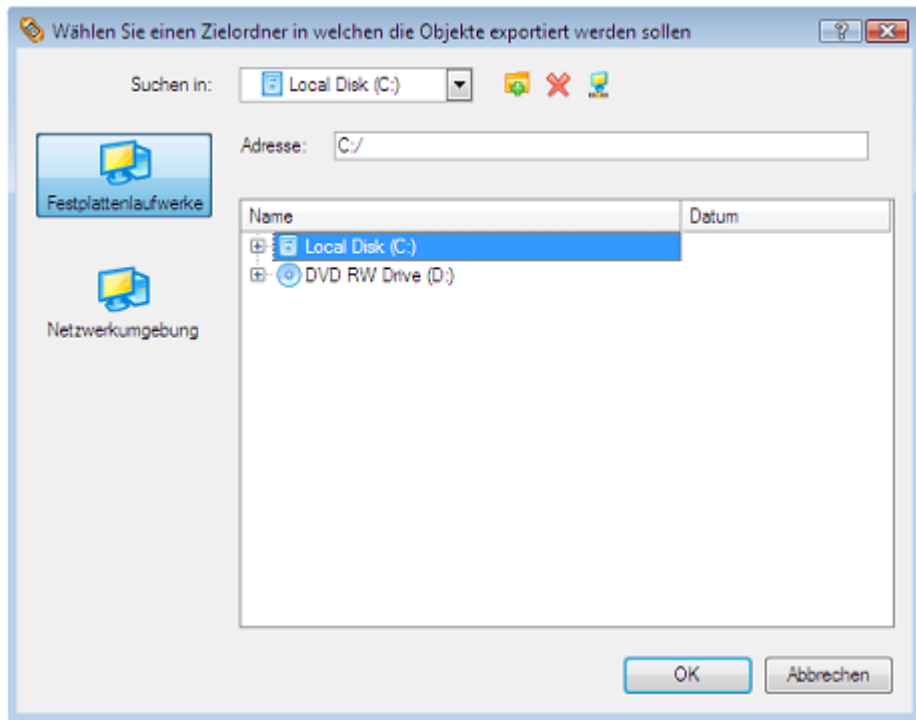 Wählen Sie einen Zielordner in welchen die Objekte exportiert werden sollen
Suchen in: Local Disk (C:)
Adresse: C:/
Festplattenlaufwerke
Netzwerkumgebung
Name Datum
Local Disk (C:)
DVD RW Drive (D:)
OK Abbrechen